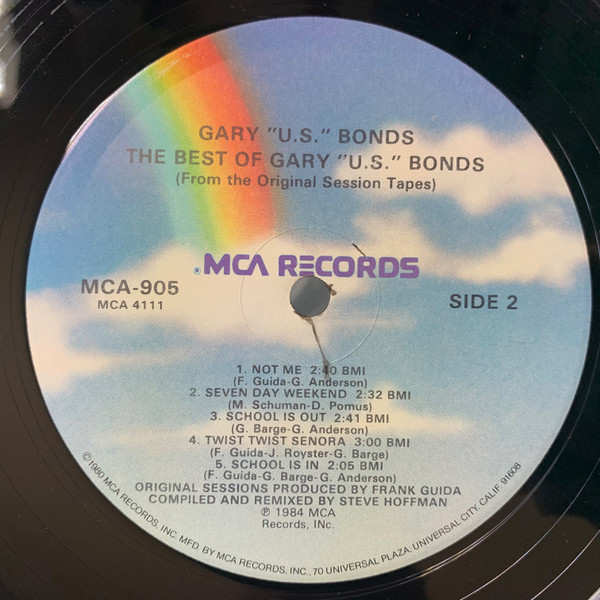 GARY "U.S." BONDS
THE BEST OF GARY "U.S." BONDS
(From the Original Session Tapes)
® MCA RECORDS
MCA-905
MCA 4111
SIDE 2
1. NOT ME 2:40 BMI
(F. Guida-G. Anderson)
2. SEVEN DAY WEEKEND 2:32 BMI
(M. Schuman-D. Pomus)
3. SCHOOL IS OUT 2:41 BMI
(G. Barge-G. Anderson)
4. TWIST TWIST SENORA 3:00 BMI
(F. Guida-J. Royster-G. Barge)
5. SCHOOL IS IN 2:05 BMI
(F. Guida-G. Barge-G. Anderson)
ORIGINAL SESSIONS PRODUCED BY FRANK GUIDA
COMPILED AND REMIXED BY STEVE HOFFMAN
℗ 1984 MCA
Records, Inc.
©1980 MCA RECORDS, INC. MFD. BY MCA RECORDS, INC., 70 UNIVERSAL PLAZA, UNIVERSAL CITY, CALIF. 91608